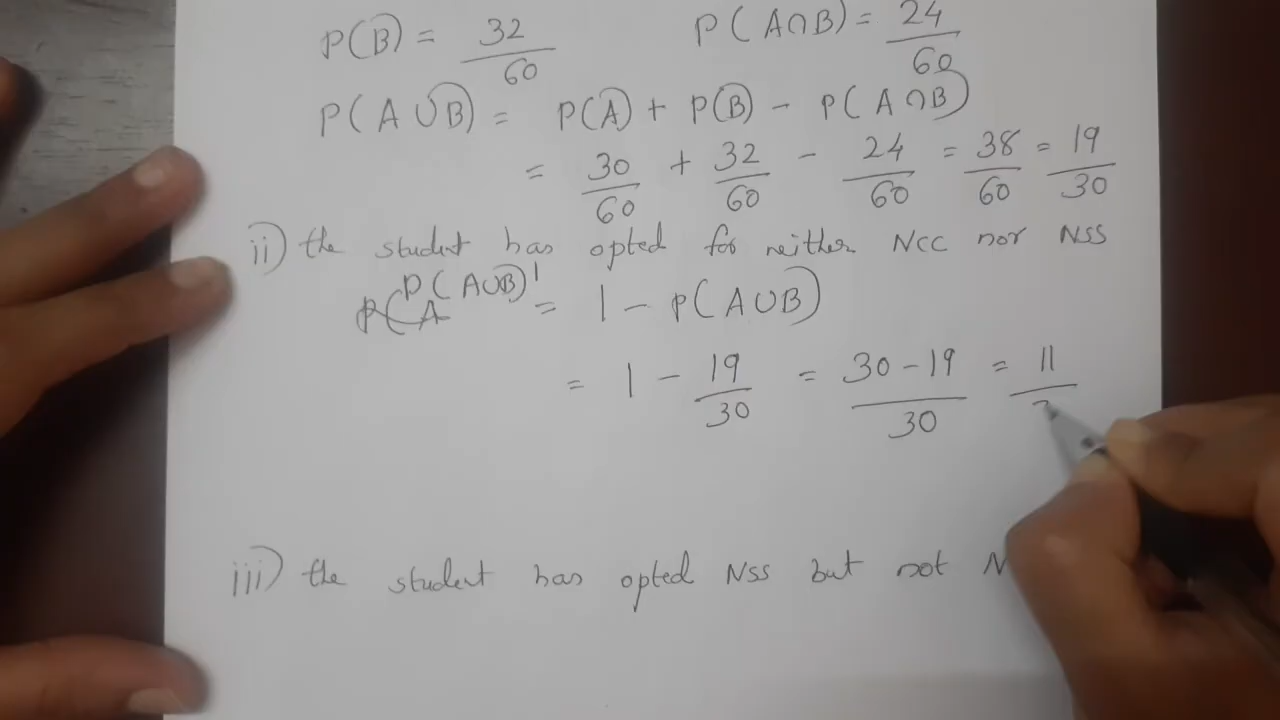 P(B) = 32/60 P(A∩B) = 24/60
P(A∪B) = P(A) + P(B) - P(A∩B)
= 30/60 + 32/60 - 24/60 = 38/60 = 19/30
ii) the student has opted for neither NCC nor NSS
P(A∪B)' = 1 - P(A∪B)
= 1 - 19/30 = 30-19/30 = 11
iii) the student has opted NSS but not